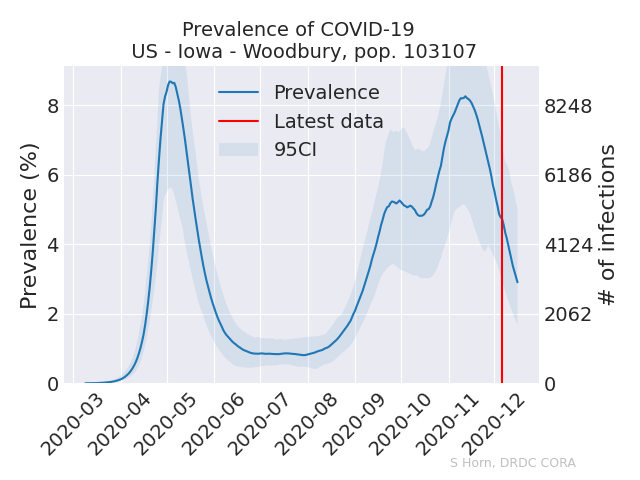 Prevalence of COVID-19
US - Iowa - Woodbury, pop. 103107
Prevalence
Latest data
95CI
Prevalence (%)
8
6
4
2
0
8248
6186
4124
2062
0
# of infections
2020-03
2020-04
2020-05
2020-06
2020-07
2020-08
2020-09
2020-10
2020-11
2020-12
S Horn, DRDC CORA